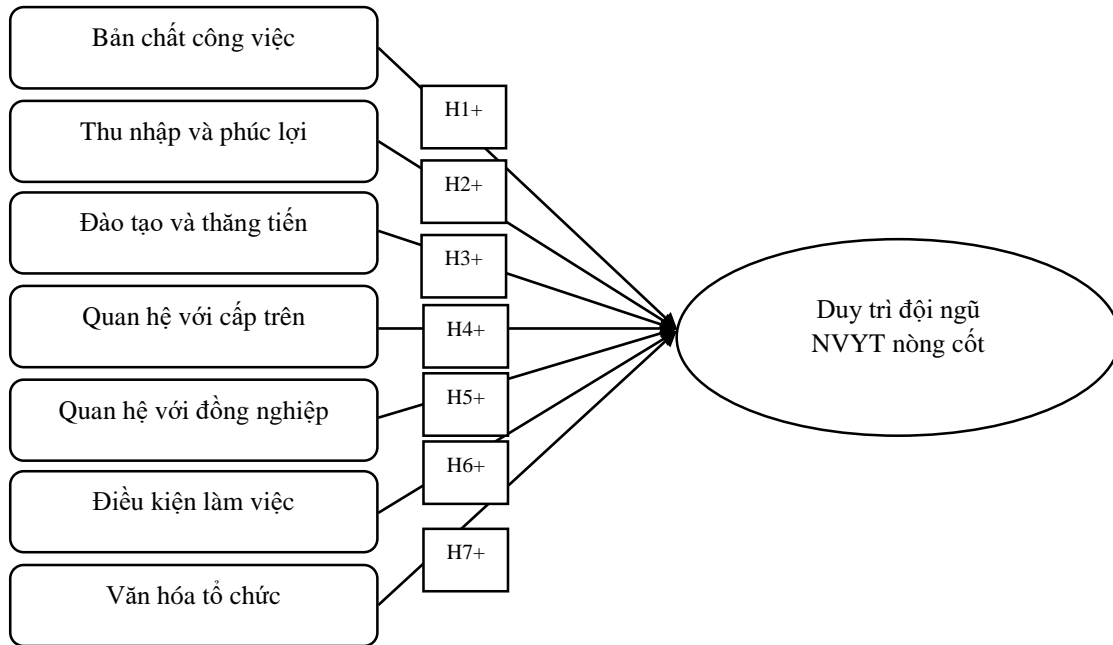 Bản chất công việc
Thu nhập và phúc lợi
Đào tạo và thăng tiến
Quan hệ với cấp trên
Quan hệ với đồng nghiệp
Điều kiện làm việc
Văn hóa tổ chức
H1+
H2+
H3+
H4+
H5+
H6+
H7+
Duy trì đội ngũ
NVYT nòng cốt